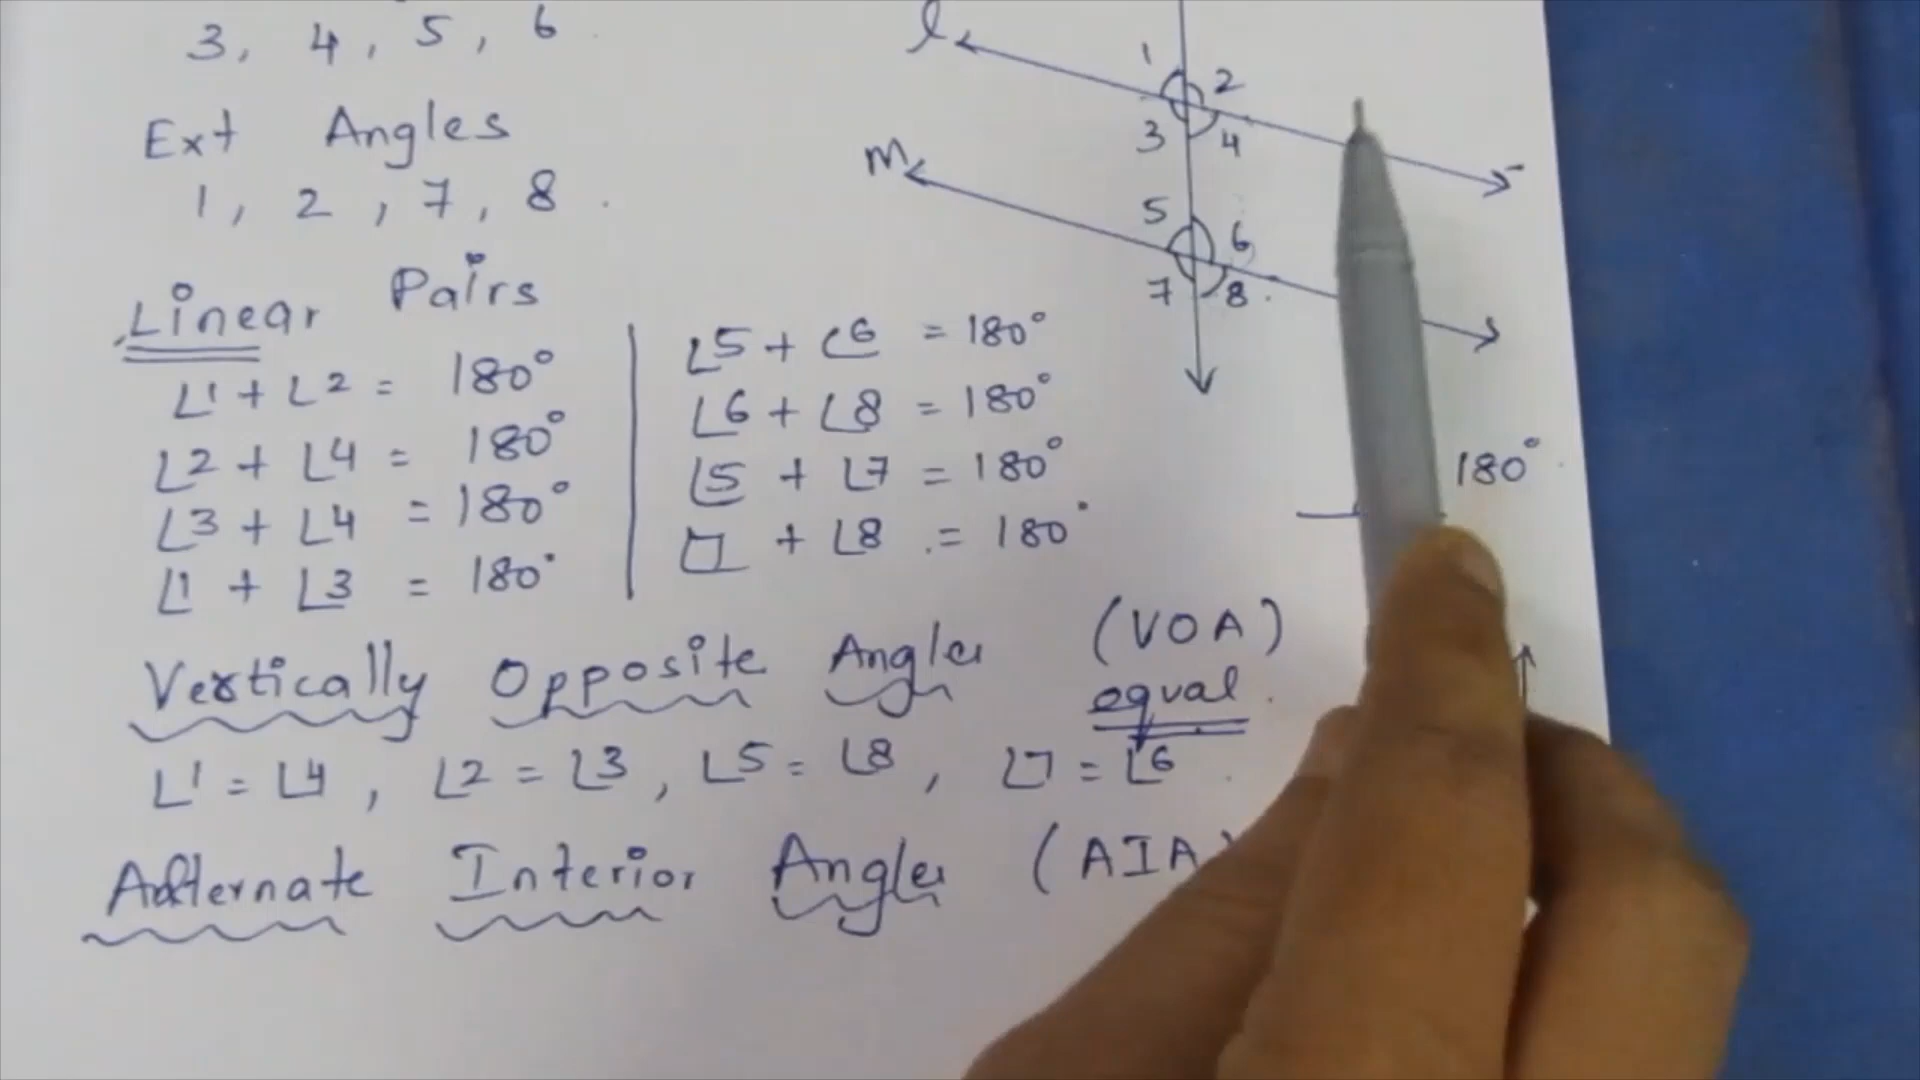 3, 4, 5, 6
Ext Angles
1, 2, 7, 8
Linear Pairs
∠1 + ∠2 = 180°
∠2 + ∠4 = 180°
∠3 + ∠4 = 180°
∠1 + ∠3 = 180°
∠5 + ∠6 = 180°
∠6 + ∠8 = 180°
∠5 + ∠7 = 180°
∠7 + ∠8 = 180°
Vertically Opposite Angles (VOA)
equal
∠1 = ∠4, ∠2 = ∠3, ∠5 = ∠8, ∠7 = ∠6
Alternate Interior Angles (AIA)
l
1 2
3 4
m
5 6
7 8
180°